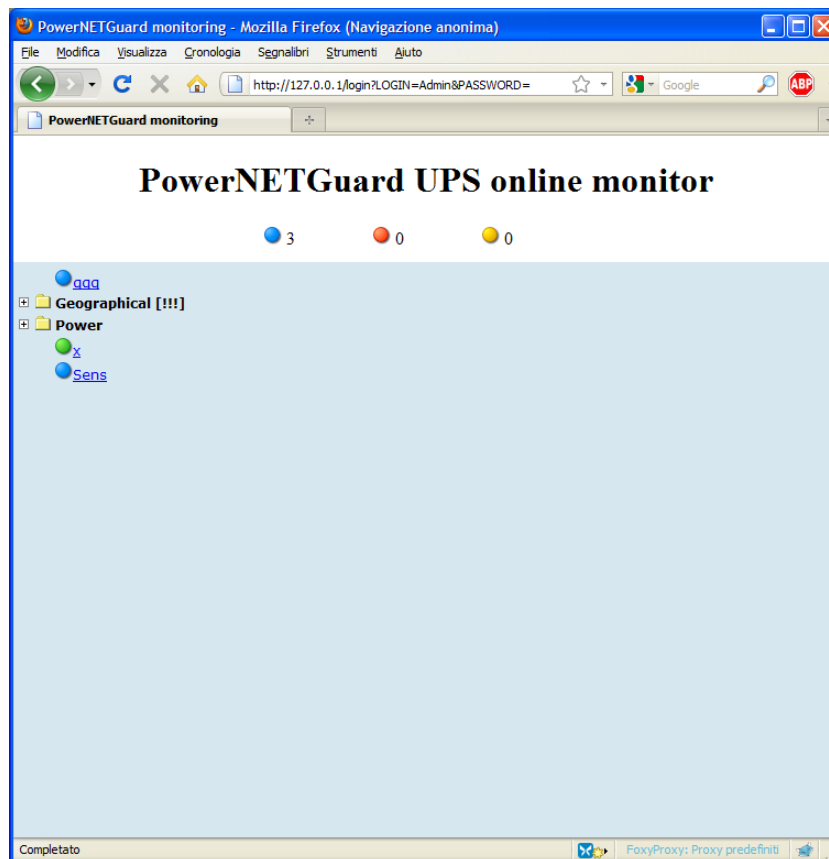 PowerNETGuard monitoring - Mozilla Firefox (Navigazione anonima)
File Modifica Visualizza Cronologia Segnalibri Strumenti Aiuto
http://127.0.0.1/login?LOGIN=Admin&PASSWORD= Google ABP
PowerNETGuard monitoring
PowerNETGuard UPS online monitor
3 0 0
qqq
Geographical [!!!]
Power
x
Sens
Completato FoxyProxy: Proxy predefiniti